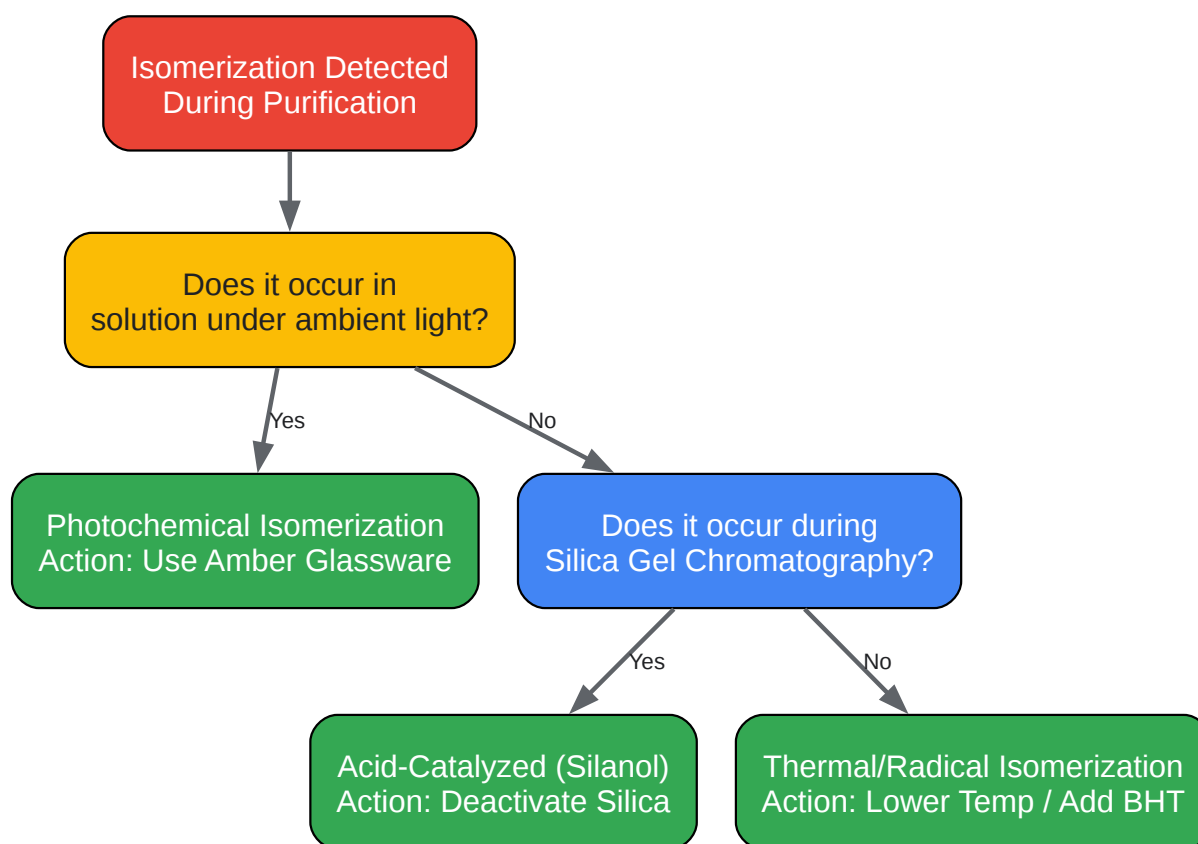 Isomerization Detected
During Purification
Does it occur in
solution under ambient light?
Yes
No
Photochemical Isomerization
Action: Use Amber Glassware
Does it occur during
Silica Gel Chromatography?
Yes
No
Acid-Catalyzed (Silanol)
Action: Deactivate Silica
Thermal/Radical Isomerization
Action: Lower Temp / Add BHT